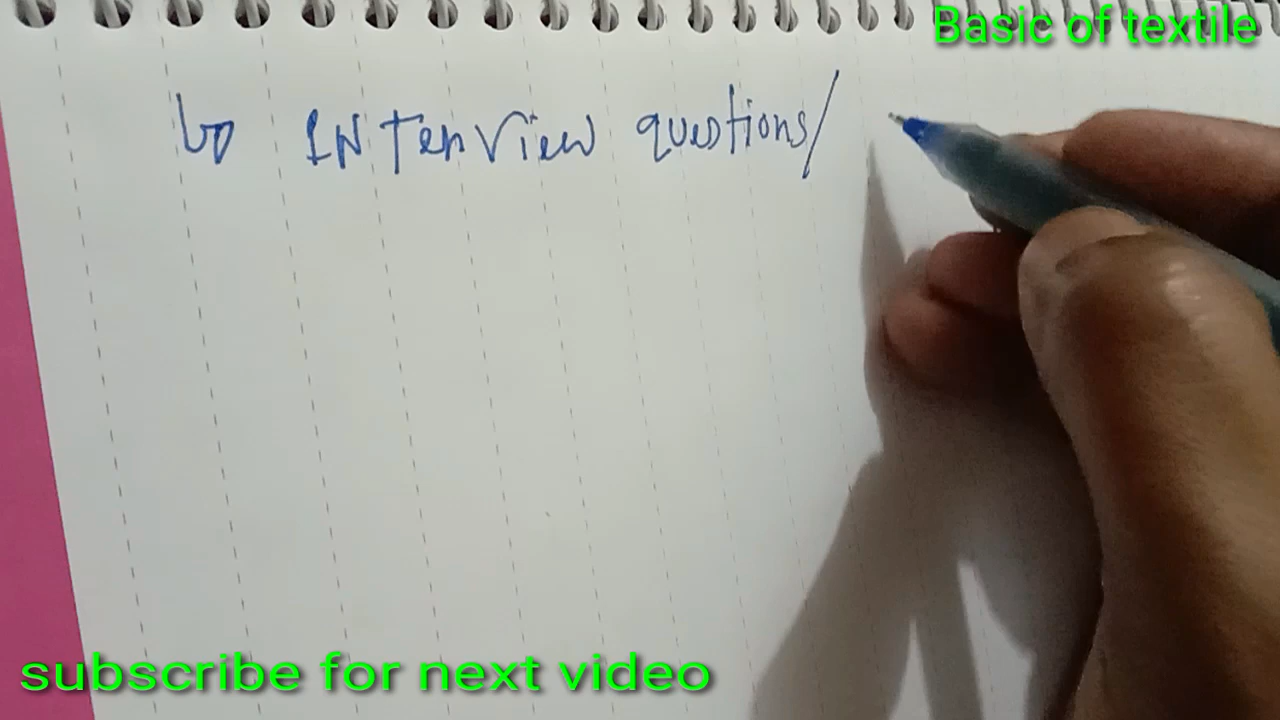 Basic of textile
INTerView questions/
subscribe for next video